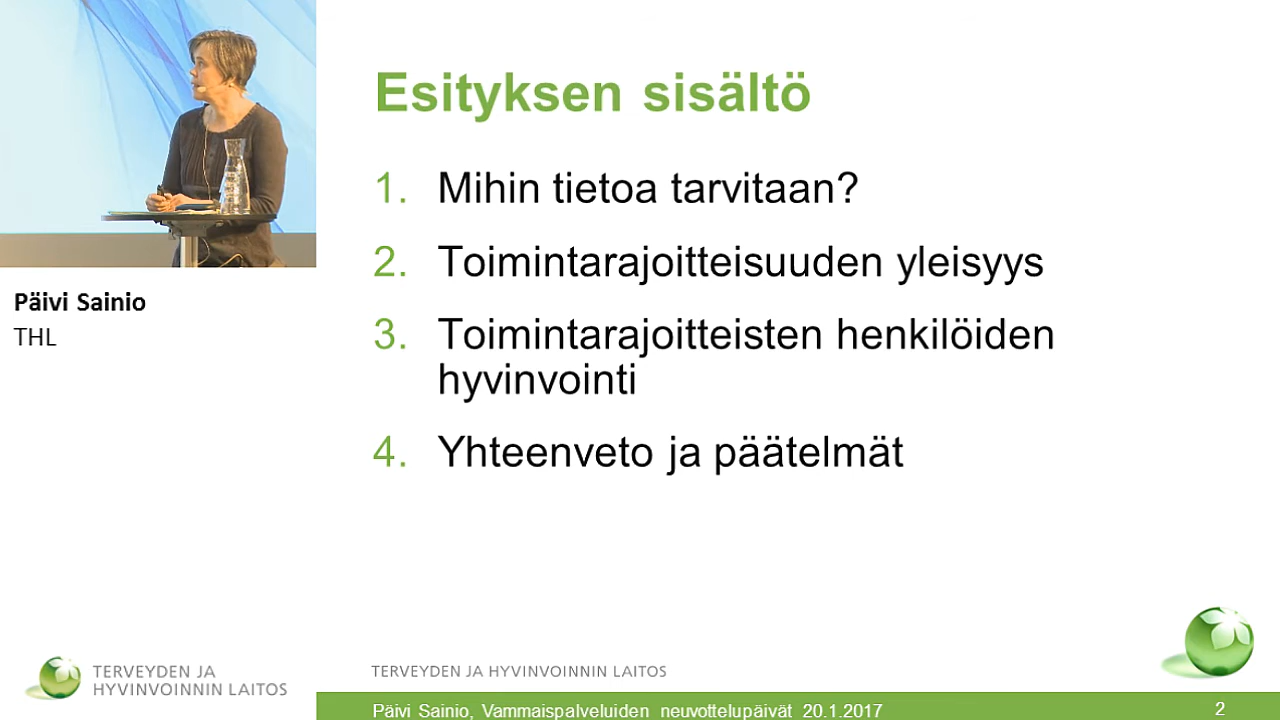 Esityksen sisältö
1. Mihin tietoa tarvitaan?
2. Toimintarajoitteisuuden yleisyys
3. Toimintarajoitteisten henkilöiden
hyvinvointi
4. Yhteenveto ja päätelmät
Päivi Sainio
THL
TERVEYDEN JA
HYVINVOINNIN LAITOS
TERVEYDEN JA HYVINVOINNIN LAITOS
Päivi Sainio, Vammaispalveluiden neuvottelupäivät 20.1.2017
2